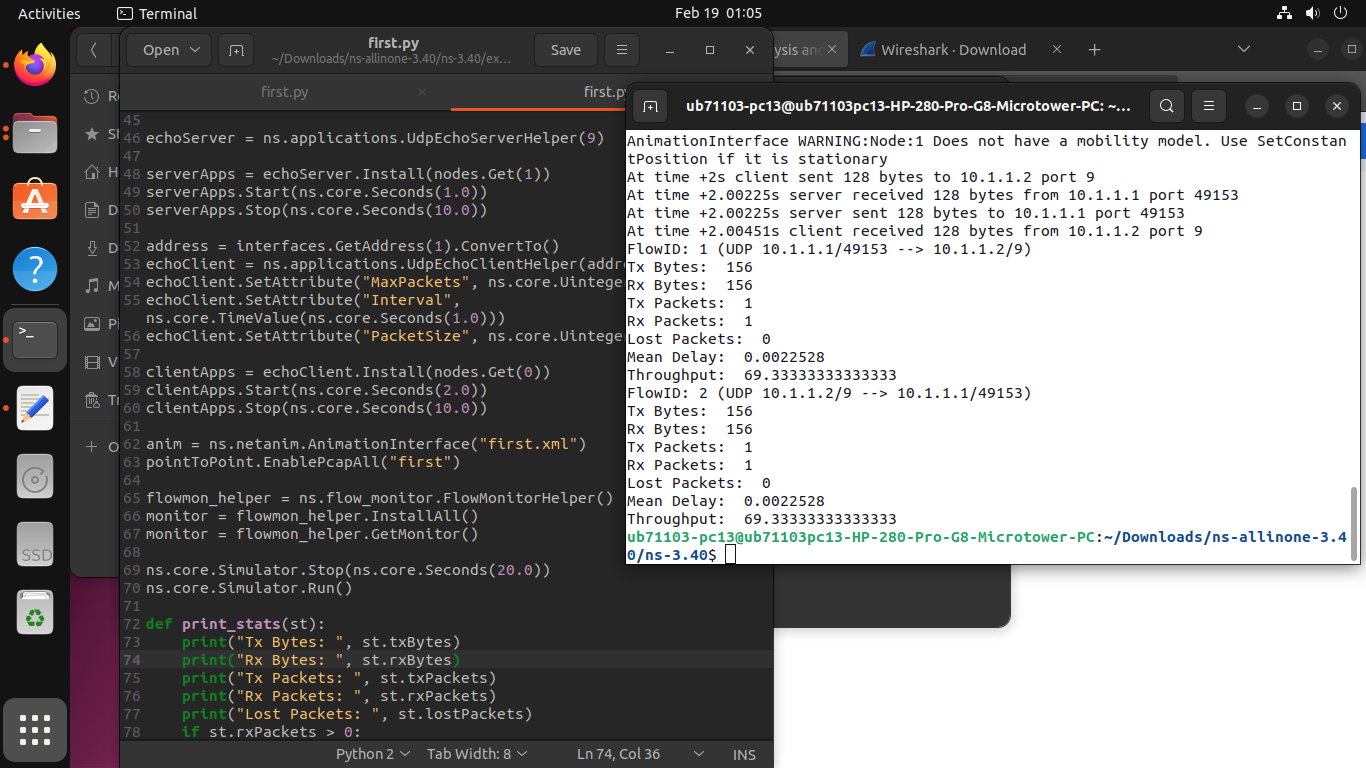 Activities
Terminal
Feb 19 01:05
Open
first.py
~/Downloads/ns-allinone-3.40/ns-3.40/ex...
Save
first.py
first.py
45
46 echoServer = ns.applications.UdpEchoServerHelper(9)
47
48 serverApps = echoServer.Install(nodes.Get(1))
49 serverApps.Start(ns.core.Seconds(1.0))
50 serverApps.Stop(ns.core.Seconds(10.0))
51
52 address = interfaces.GetAddress(1).ConvertTo()
53 echoClient = ns.applications.UdpEchoClientHelper(addre
54 echoClient.SetAttribute("MaxPackets", ns.core.Uintege
55 echoClient.SetAttribute("Interval",
ns.core.TimeValue(ns.core.Seconds(1.0)))
56 echoClient.SetAttribute("PacketSize", ns.core.Uintege
57
58 clientApps = echoClient.Install(nodes.Get(0))
59 clientApps.Start(ns.core.Seconds(2.0))
60 clientApps.Stop(ns.core.Seconds(10.0))
61
62 anim = ns.netanim.AnimationInterface("first.xml")
63 pointToPoint.EnablePcapAll("first")
64
65 flowmon_helper = ns.flow_monitor.FlowMonitorHelper()
66 monitor = flowmon_helper.InstallAll()
67 monitor = flowmon_helper.GetMonitor()
68
69 ns.core.Simulator.Stop(ns.core.Seconds(20.0))
70 ns.core.Simulator.Run()
71
72 def print_stats(st):
73 print("Tx Bytes: ", st.txBytes)
74 print("Rx Bytes: ", st.rxBytes)
75 print("Tx Packets: ", st.txPackets)
76 print("Rx Packets: ", st.rxPackets)
77 print("Lost Packets: ", st.lostPackets)
78 if st.rxPackets > 0:
Python 2
Tab Width: 8
Ln 74, Col 36
INS
ysis and
Wireshark · Download
ub71103-pc13@ub71103pc13-HP-280-Pro-G8-Microtower-PC: ~...
AnimationInterface WARNING:Node:1 Does not have a mobility model. Use SetConstan
tPosition if it is stationary
At time +2s client sent 128 bytes to 10.1.1.2 port 9
At time +2.00225s server received 128 bytes from 10.1.1.1 port 49153
At time +2.00225s server sent 128 bytes to 10.1.1.1 port 49153
At time +2.00451s client received 128 bytes from 10.1.1.2 port 9
FlowID: 1 (UDP 10.1.1.1/49153 --> 10.1.1.2/9)
Tx Bytes:  156
Rx Bytes:  156
Tx Packets:  1
Rx Packets:  1
Lost Packets:  0
Mean Delay:  0.0022528
Throughput:  69.33333333333333
FlowID: 2 (UDP 10.1.1.2/9 --> 10.1.1.1/49153)
Tx Bytes:  156
Rx Bytes:  156
Tx Packets:  1
Rx Packets:  1
Lost Packets:  0
Mean Delay:  0.0022528
Throughput:  69.33333333333333
ub71103-pc13@ub71103pc13-HP-280-Pro-G8-Microtower-PC:~/Downloads/ns-allinone-3.4
0/ns-3.40$
SSD